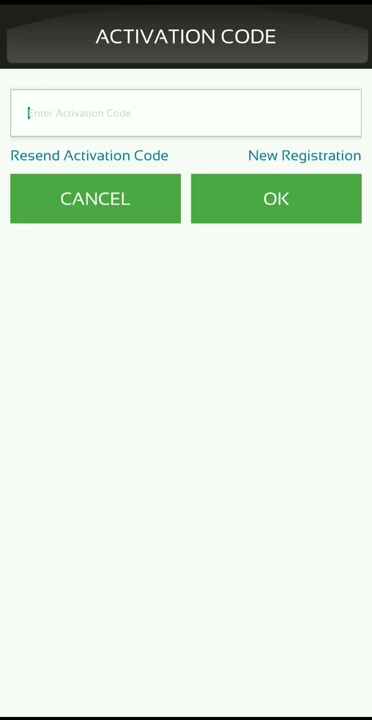 ACTIVATION CODE
Enter Activation Code
Resend Activation Code New Registration
CANCEL OK